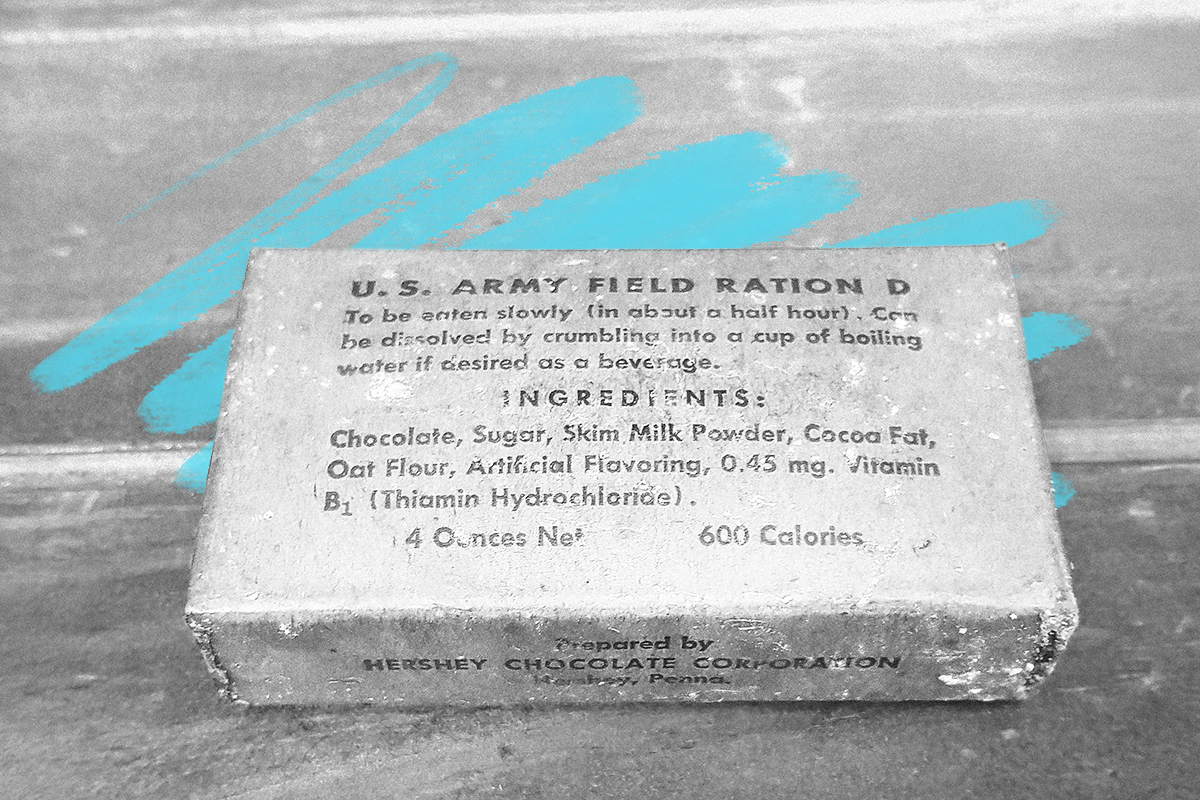 U.S. ARMY FIELD RATION D
To be eaten slowly (in about a half hour). Can
be dissolved by crumbling into a cup of boiling
water if desired as a beverage.
INGREDIENTS:
Chocolate, Sugar, Skim Milk Powder, Cocoa Fat,
Oat Flour, Artificial Flavoring, 0.45 mg. Vitamin
B₁ (Thiamin Hydrochloride).
4 Ounces Net 600 Calories
Prepared by
HERSHEY CHOCOLATE CORPORATION
Hershey, Penna.